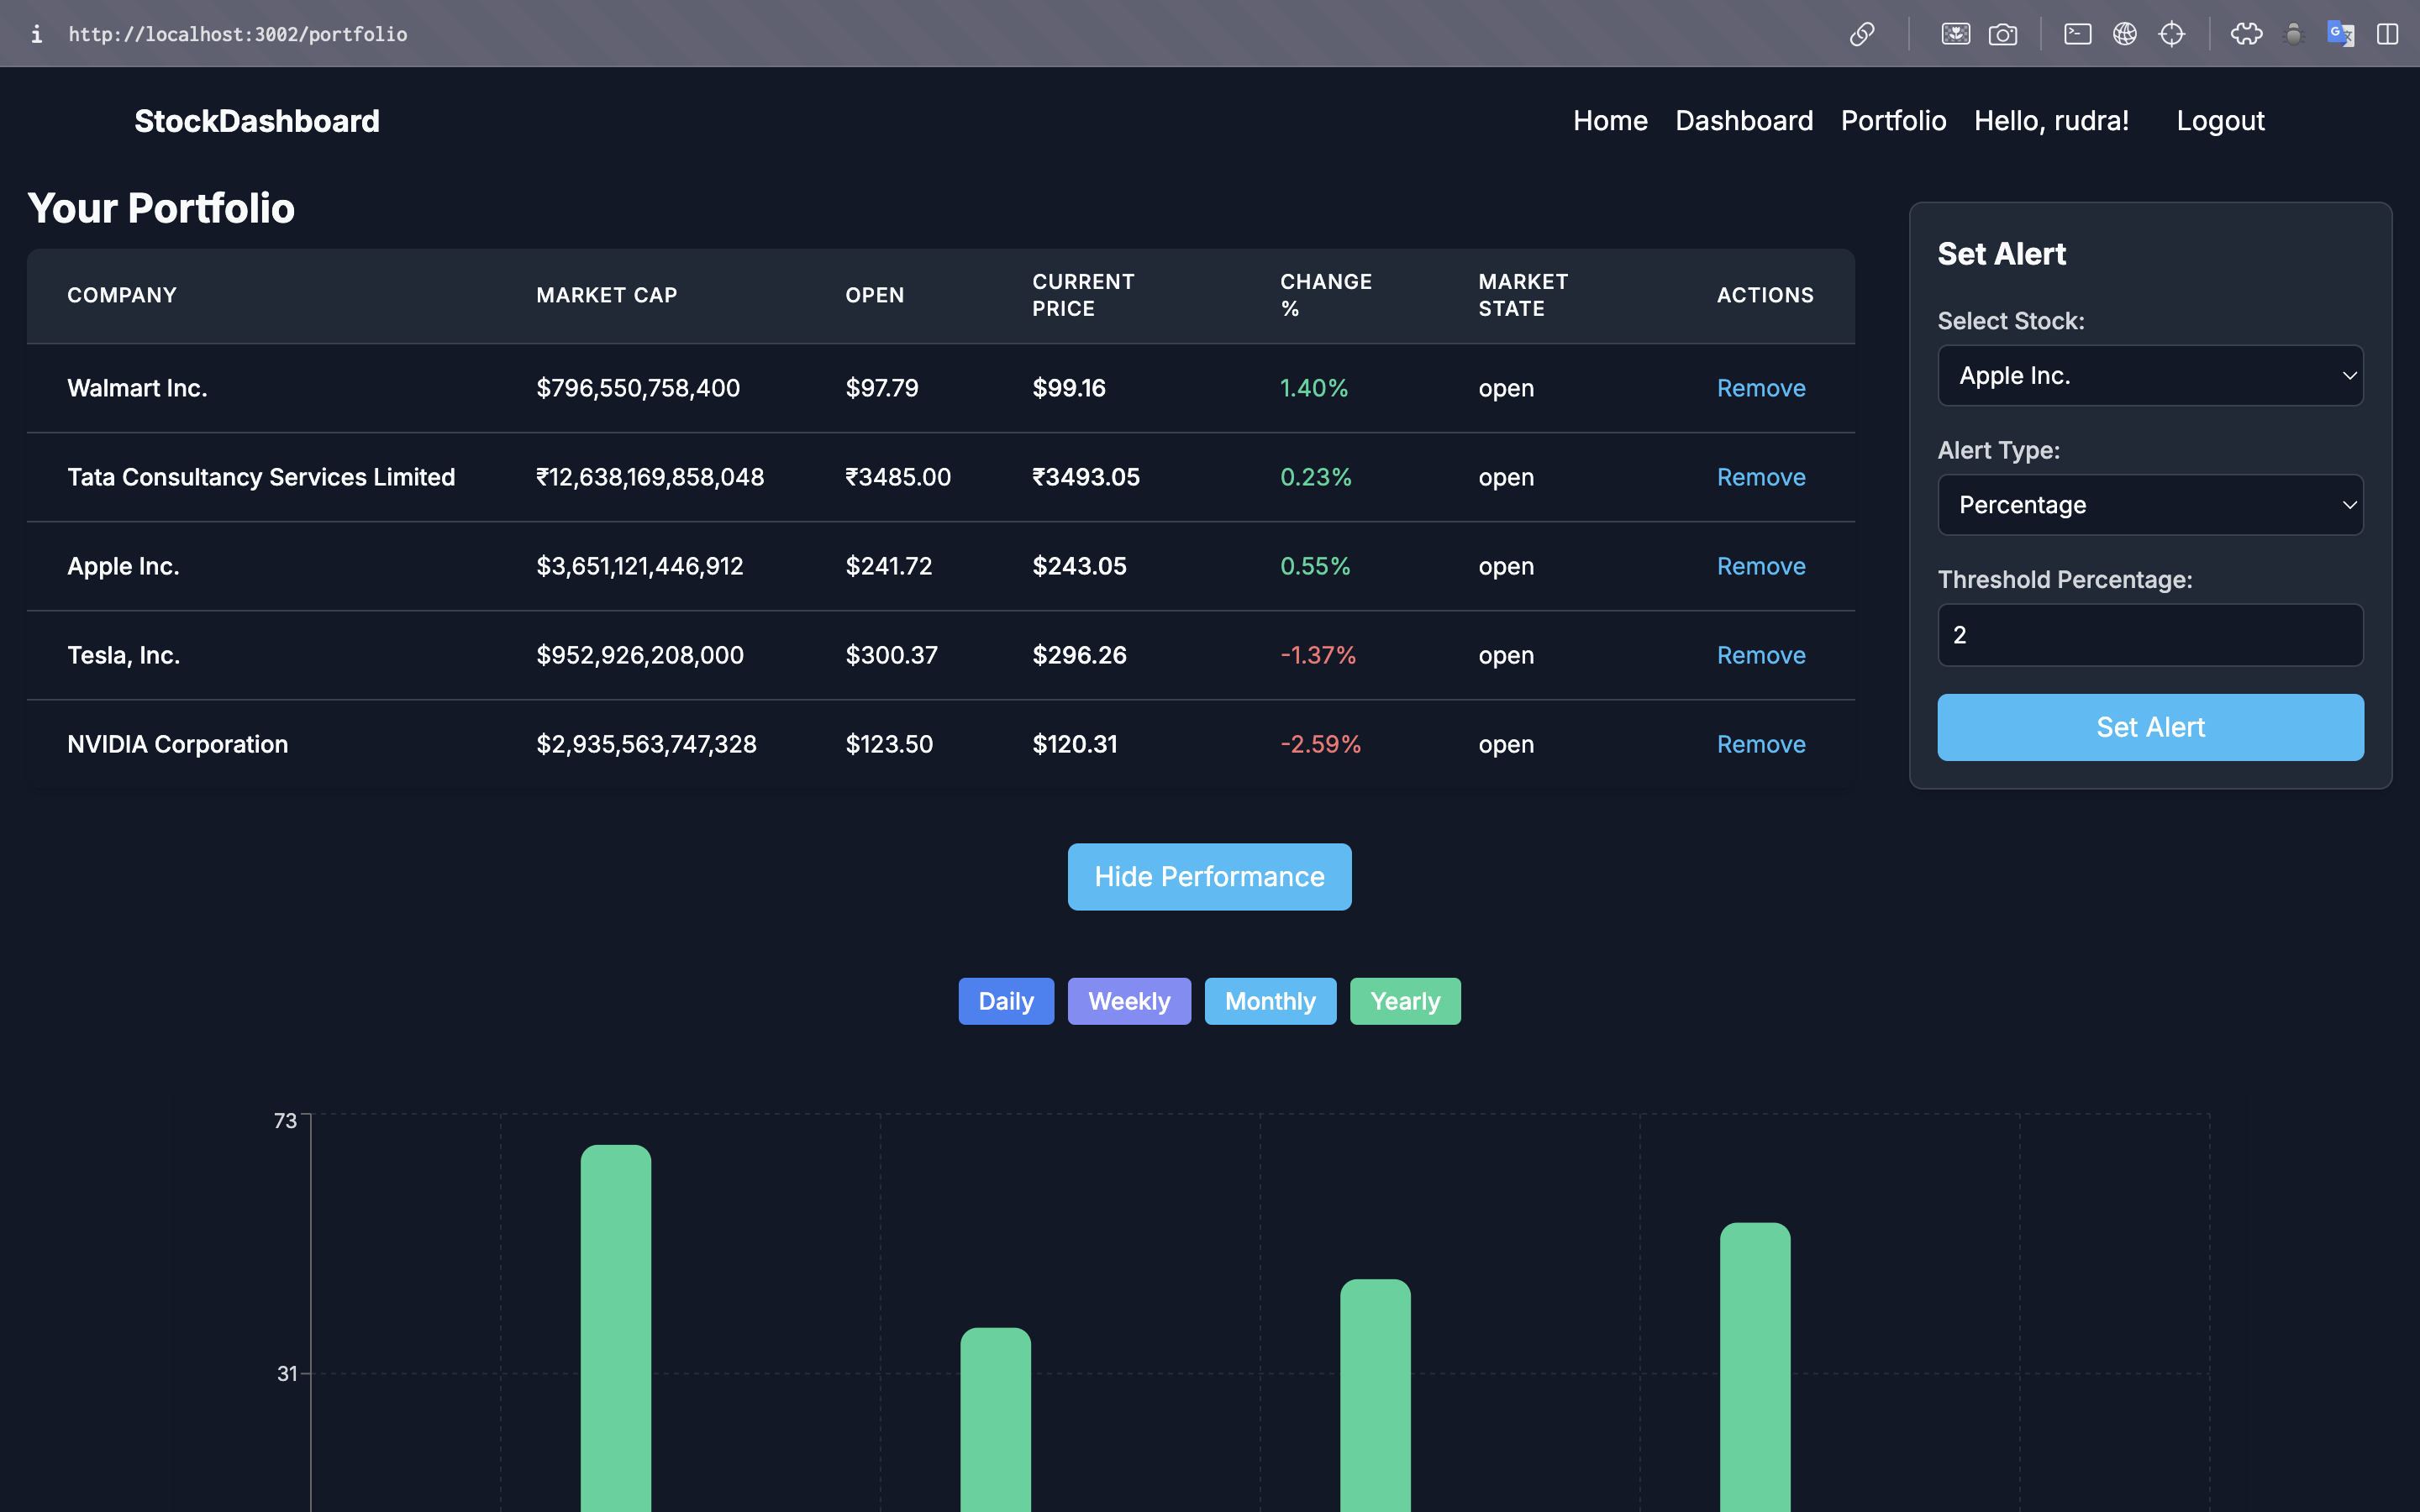 http://localhost:3002/portfolio
StockDashboard
Home Dashboard Portfolio Hello, rudra! Logout
Your Portfolio
COMPANY MARKET CAP OPEN CURRENT PRICE CHANGE % MARKET STATE ACTIONS
Walmart Inc. $796,550,758,400 $97.79 $99.16 1.40% open Remove
Tata Consultancy Services Limited ₹12,638,169,858,048 ₹3485.00 ₹3493.05 0.23% open Remove
Apple Inc. $3,651,121,446,912 $241.72 $243.05 0.55% open Remove
Tesla, Inc. $952,926,208,000 $300.37 $296.26 -1.37% open Remove
NVIDIA Corporation $2,935,563,747,328 $123.50 $120.31 -2.59% open Remove
Set Alert
Select Stock:
Apple Inc.
Alert Type:
Percentage
Threshold Percentage:
2
Set Alert
Hide Performance
Daily Weekly Monthly Yearly
73
31